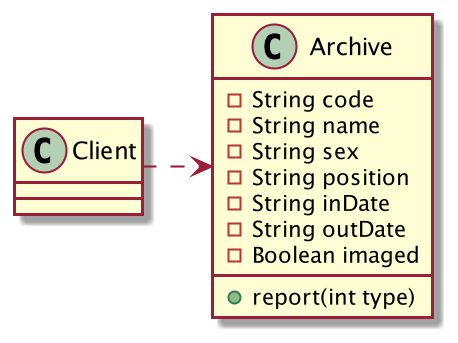 C Client
C Archive
String code
String name
String sex
String position
String inDate
String outDate
Boolean imaged
report(int type)